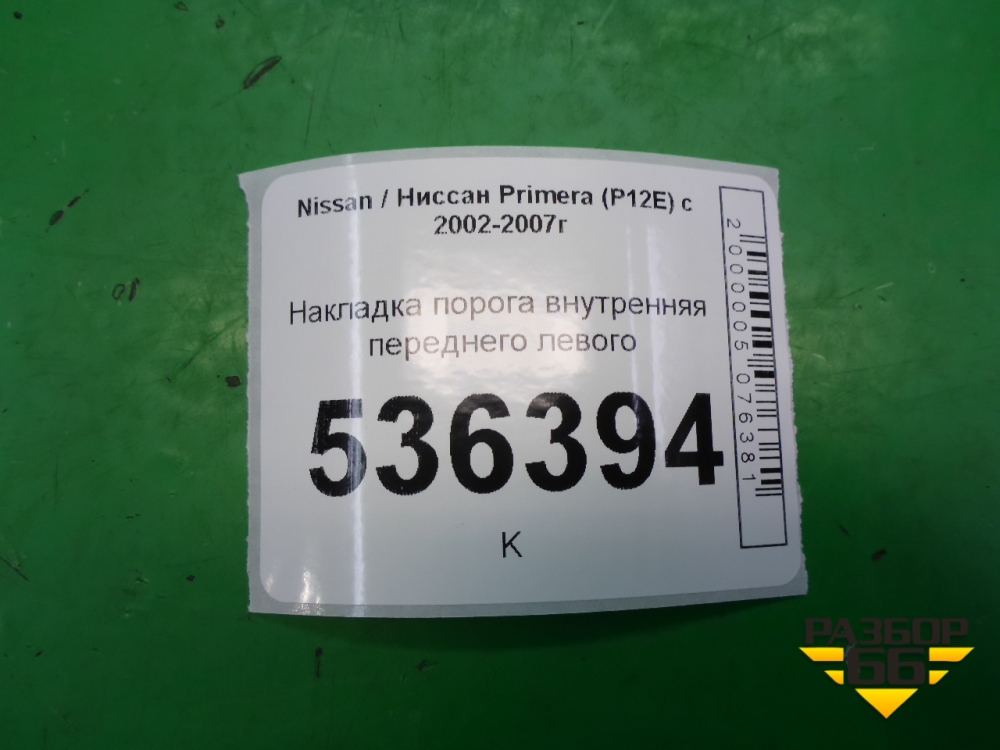 Nissan / Ниссан Primera (P12E) с
2002-2007г
Накладка порога внутренняя
переднего левого
536394
К
2000005076381
РАЗБОР
66